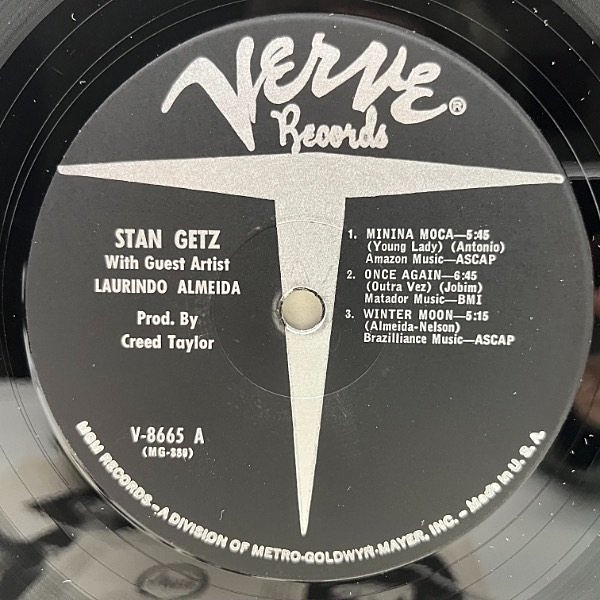 Verve®
Records
STAN GETZ
With Guest Artist
LAURINDO ALMEIDA
Prod. By
Creed Taylor
1. MININA MOCA—5:45
(Young Lady) (Antonio)
Amazon Music—ASCAP
2. ONCE AGAIN—6:45
(Outra Vez) (Jobim)
Matador Music—BMI
3. WINTER MOON—5:15
(Almeida-Nelson)
Brazilliance Music—ASCAP
V-8665 A
(MG-389)
MGM RECORDS - A DIVISION OF METRO-GOLDWYN-MAYER, INC. - Made in U. S. A.